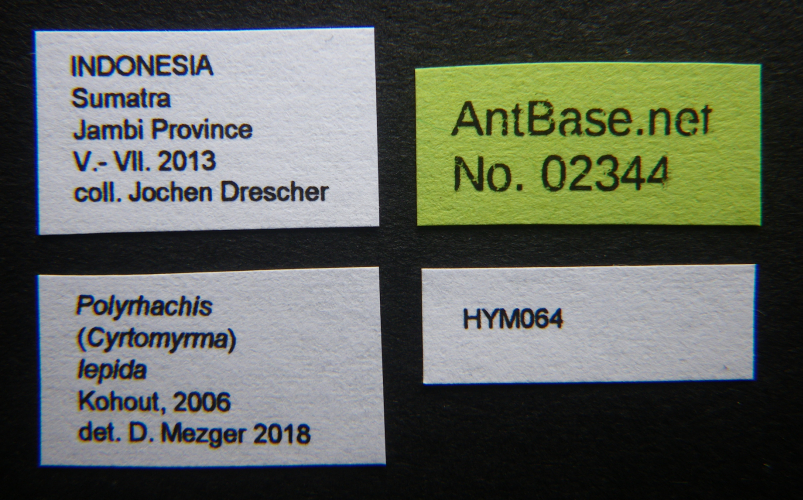 INDONESIA
Sumatra
Jambi Province
V.- VII. 2013
coll. Jochen Drescher
AntBase.net
No. 02344
Polyrhachis
(Cyrtomyrma)
lepida
Kohout, 2006
det. D. Mezger 2018
HYM064